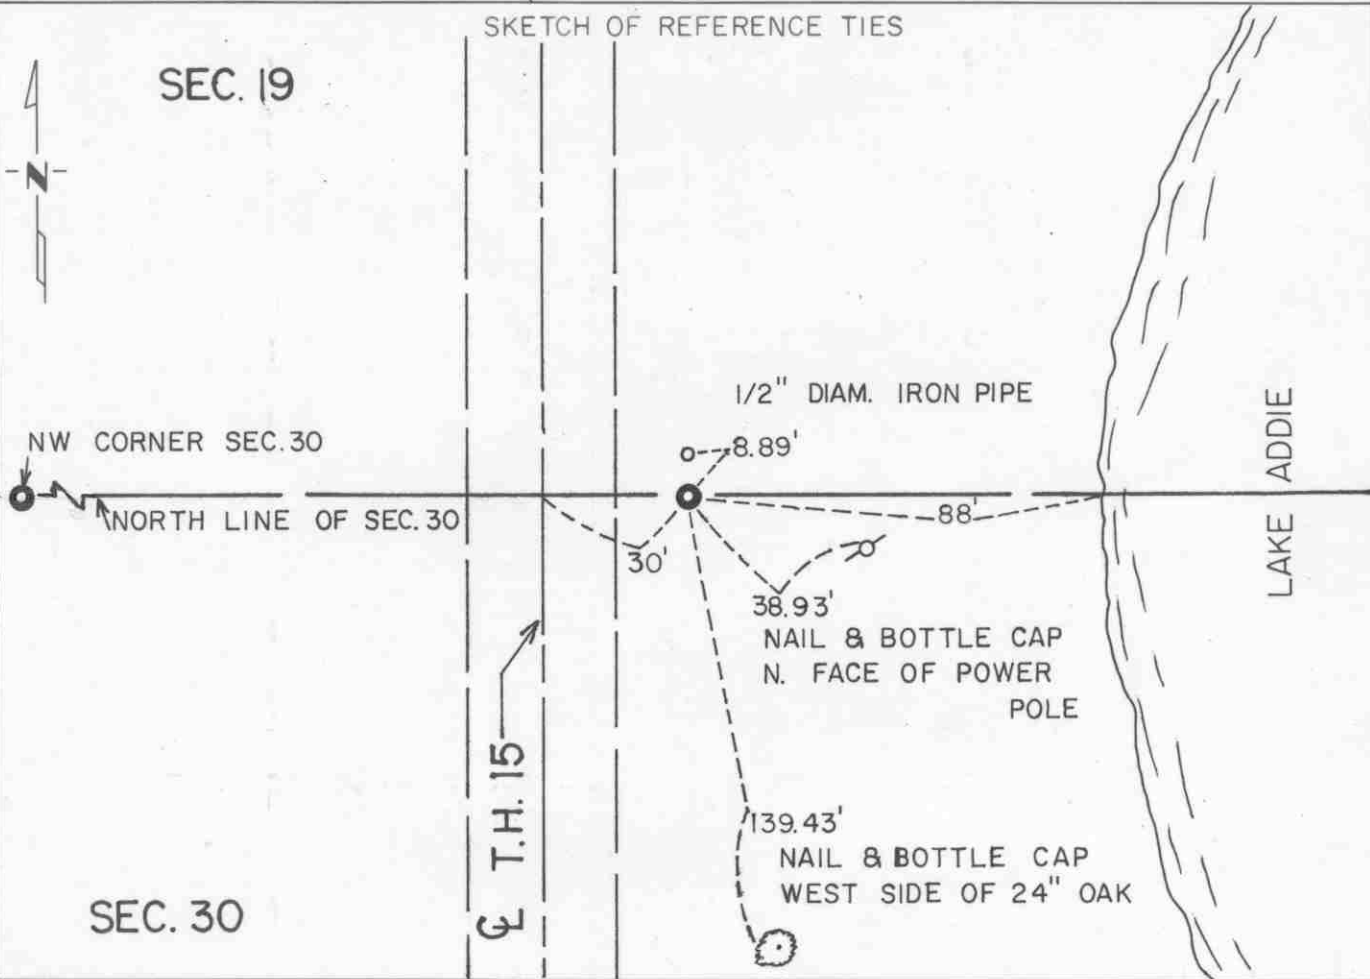 SKETCH OF REFERENCE TIES
SEC. 19
N
1/2" DIAM. IRON PIPE
8.89'
NW CORNER SEC.30
NORTH LINE OF SEC.30
30'
88'
38.93'
NAIL & BOTTLE CAP
N. FACE OF POWER
POLE
LAKE ADDIE
℄ T.H. 15
139.43'
NAIL & BOTTLE CAP
WEST SIDE OF 24" OAK
SEC. 30